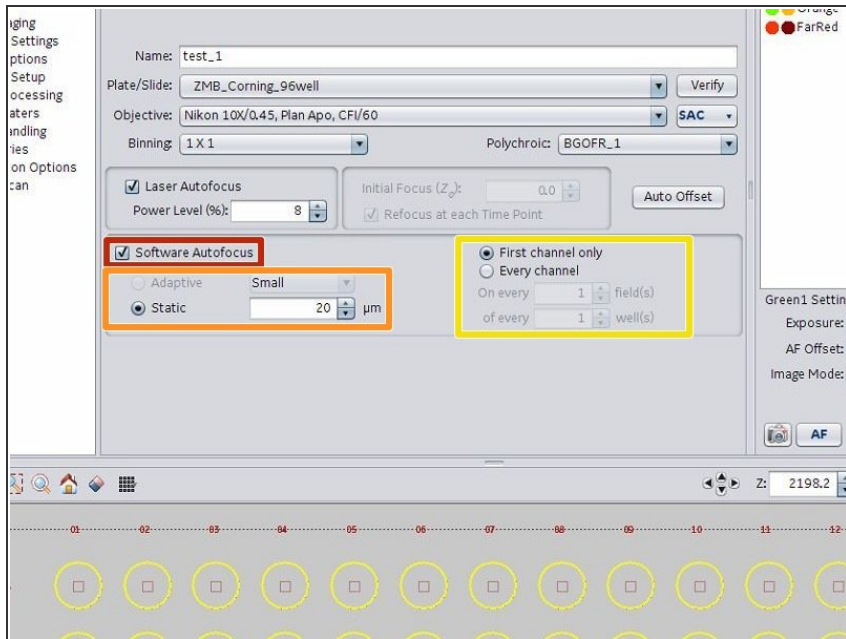 aging
Settings
ptions
Setup
ocessing
aters
andling
ries
on Options
can
Name: test_1
Plate/Slide: ZMB_Corning_96well Verify
Objective: Nikon 10X/0.45, Plan Apo, CFI/60 SAC
Binning 1 X 1 Polychroic: BGOFR_1
Laser Autofocus
Power Level (%): 8
Initial Focus (Zo): 0.0
Refocus at each Time Point
Auto Offset
Software Autofocus
Adaptive Small
Static 20 µm
First channel only
Every channel
On every 1 field(s)
of every 1 well(s)
Orange
FarRed
Green1 Settin
Exposure:
AF Offset:
Image Mode:
AF
Z: 2198.2
01 02 03 04 05 06 07 08 09 10 11 12